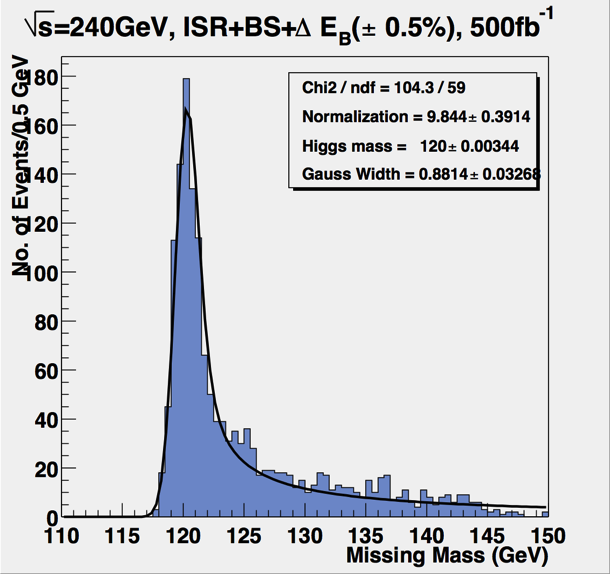 √s=240GeV, ISR+BS+Δ E_B(± 0.5%), 500fb⁻¹
No. of Events/0.5 GeV
Chi2 / ndf = 104.3 / 59
Normalization = 9.844± 0.3914
Higgs mass = 120± 0.00344
Gauss Width = 0.8814± 0.03268
180
160
140
120
100
80
60
40
20
0
110 115 120 125 130 135 140 145 150
Missing Mass (GeV)